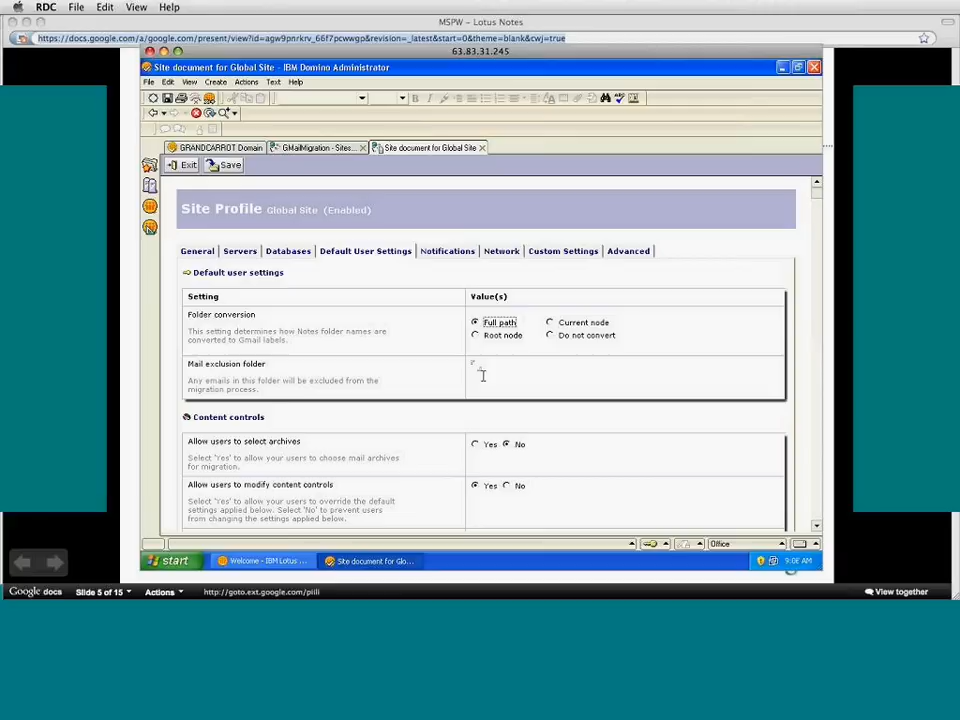 RDC File Edit View Help
MSPW - Lotus Notes
https://docs.google.com/a/google.com/present/view?id=agw9pnrkrv_66f7pcwwgp&revision=_latest&start=0&theme=blank&cwj=true
63.83.31.245
Site document for Global Site - IBM Domino Administrator
File Edit View Create Actions Text Help
GRANDCARROT Domain GMailMigration - Sites... Site document for Global Site
Exit Save
Site Profile Global Site (Enabled)
General Servers Databases Default User Settings Notifications Network Custom Settings Advanced
Default user settings
Setting Value(s)
Folder conversion
This setting determines how Notes folder names are
converted to Gmail labels.
Full path Current node
Root node Do not convert
Mail exclusion folder
Any emails in this folder will be excluded from the
migration process.
Content controls
Allow users to select archives
Yes No
Select 'Yes' to allow your users to choose mail archives
for migration.
Allow users to modify content controls
Yes No
Select 'Yes' to allow your users to override the default
settings applied below. Select 'No' to prevent users
from changing the settings applied below.
Office
start Welcome - IBM Lotus ... Site document for Glo... 9:08 AM
Google docs Slide 5 of 15 Actions http://goto.ext.google.com/piili View together